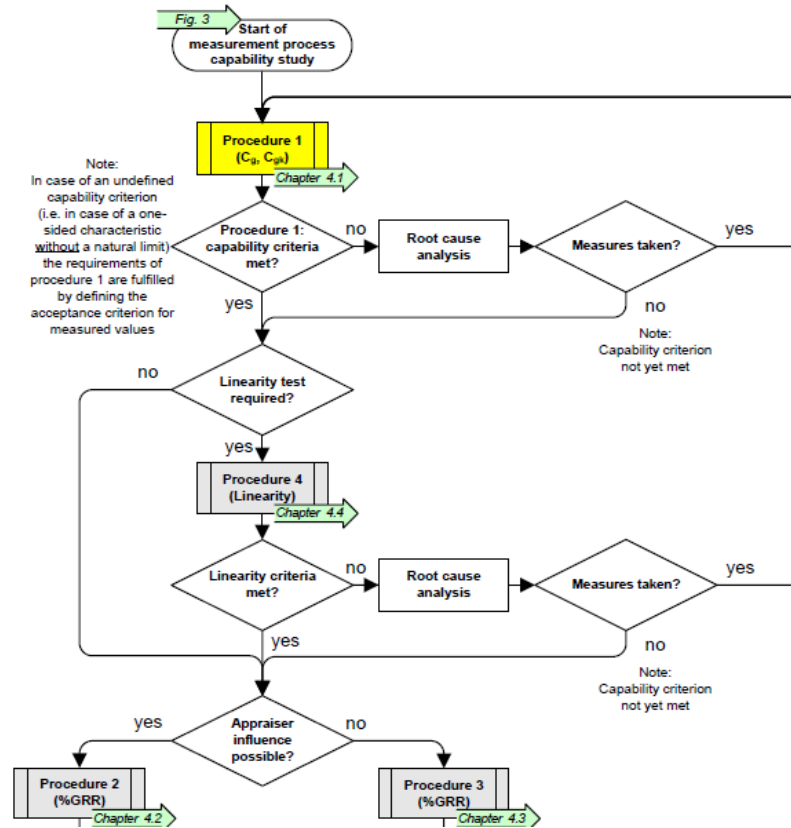 Fig. 3
Start of
measurement process
capability study
Procedure 1
(Cg, Cgk)
Chapter 4.1
Note:
In case of an undefined
capability criterion
(i.e. in case of a one-
sided characteristic
without a natural limit)
the requirements of
procedure 1 are fulfilled
by defining the
acceptance criterion for
measured values
Procedure 1:
capability criteria
met?
no
Root cause
analysis
Measures taken?
yes
yes
no
Note:
Capability criterion
not yet met
no
Linearity test
required?
yes
Procedure 4
(Linearity)
Chapter 4.4
Linearity criteria
met?
no
Root cause
analysis
Measures taken?
yes
yes
no
Note:
Capability criterion
not yet met
yes
Appraiser
influence
possible?
no
Procedure 2
(%GRR)
Chapter 4.2
Procedure 3
(%GRR)
Chapter 4.3